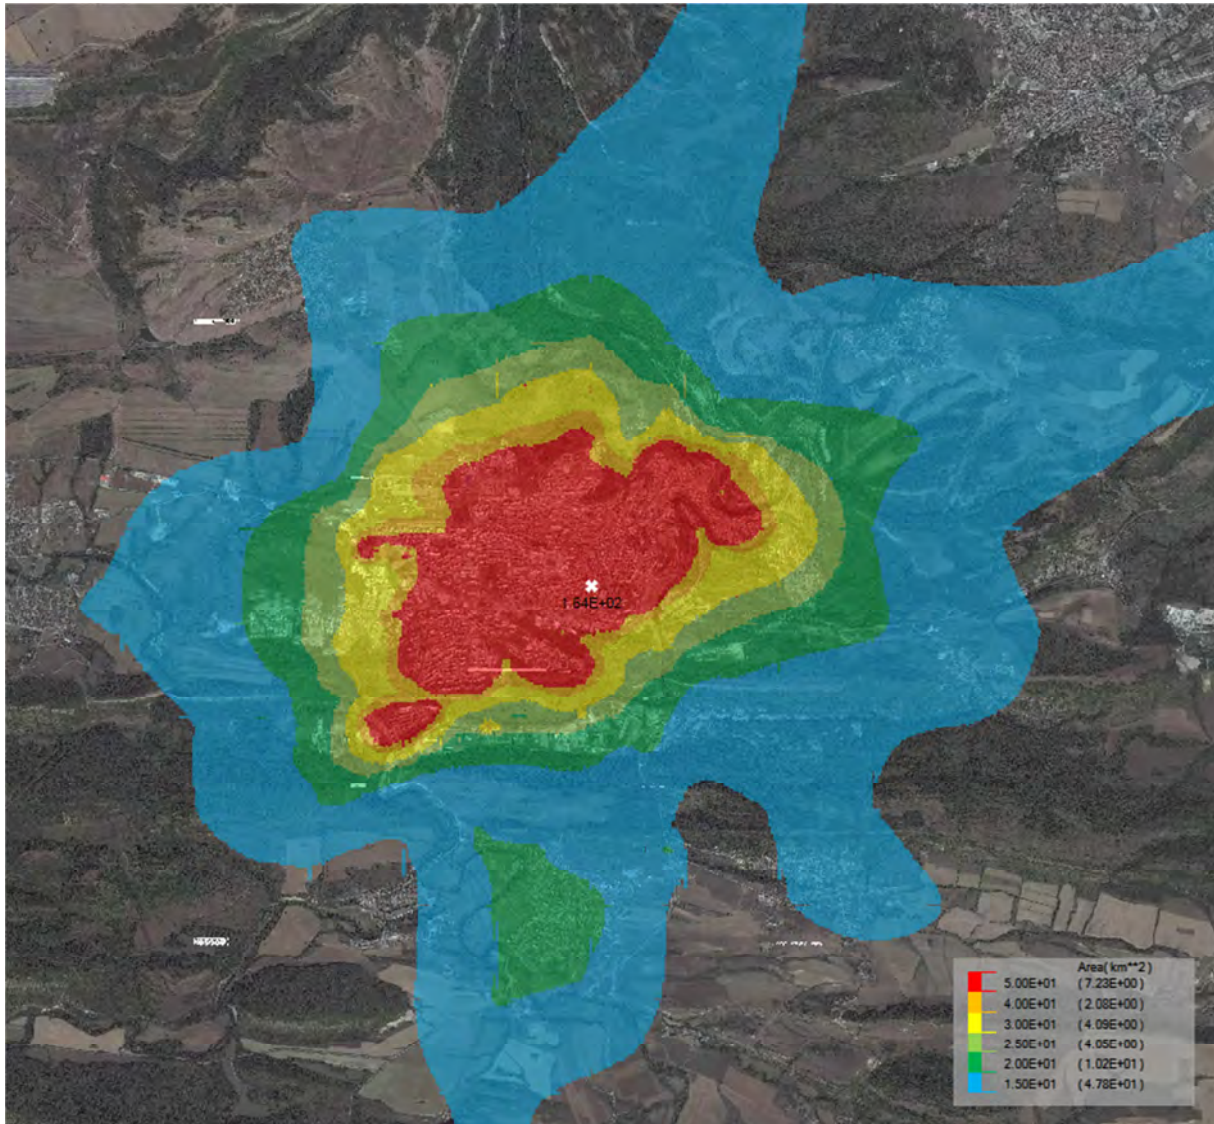 1.64E+02
Area( km**2 )
5.00E+01 ( 7.23E+00 )
4.00E+01 ( 2.08E+00 )
3.00E+01 ( 4.09E+00 )
2.50E+01 ( 4.05E+00 )
2.00E+01 ( 1.02E+01 )
1.50E+01 ( 4.78E+01 )